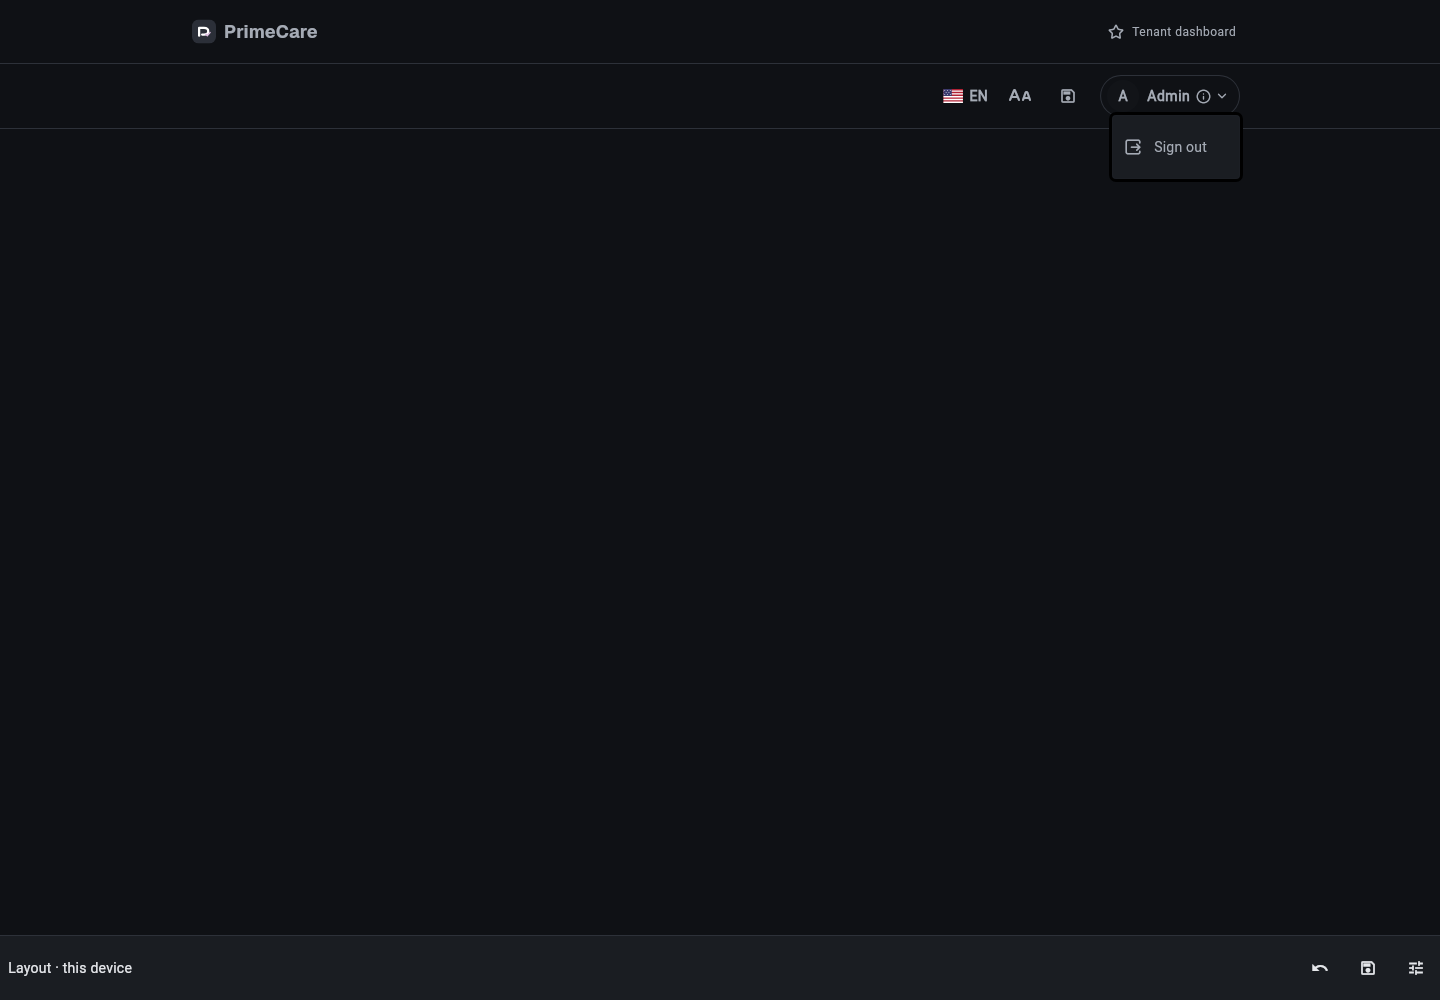 PrimeCare
Tenant dashboard
EN
AA
A
Admin
Sign out
Layout · this device